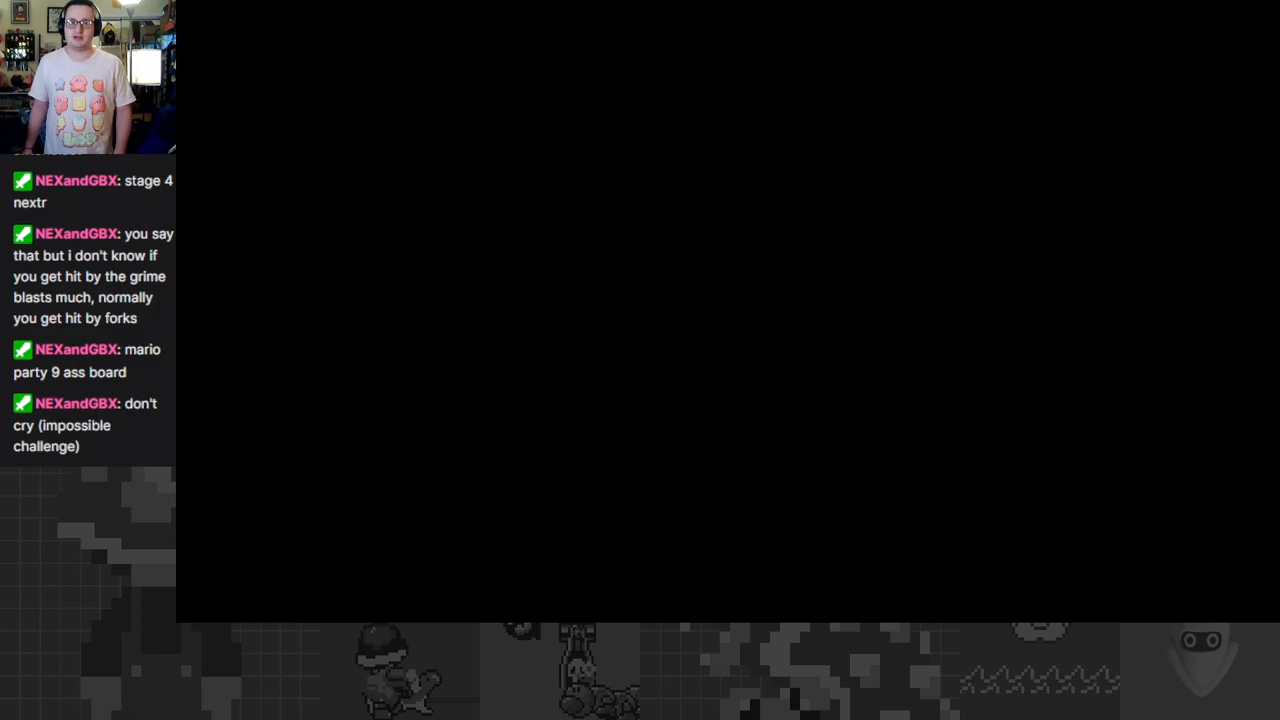 NEXandGBX: stage 4
nextr
NEXandGBX: you say
that but i don't know if
you get hit by the grime
blasts much, normally
you get hit by forks
NEXandGBX: mario
party 9 ass board
NEXandGBX: don't
cry (impossible
challenge)